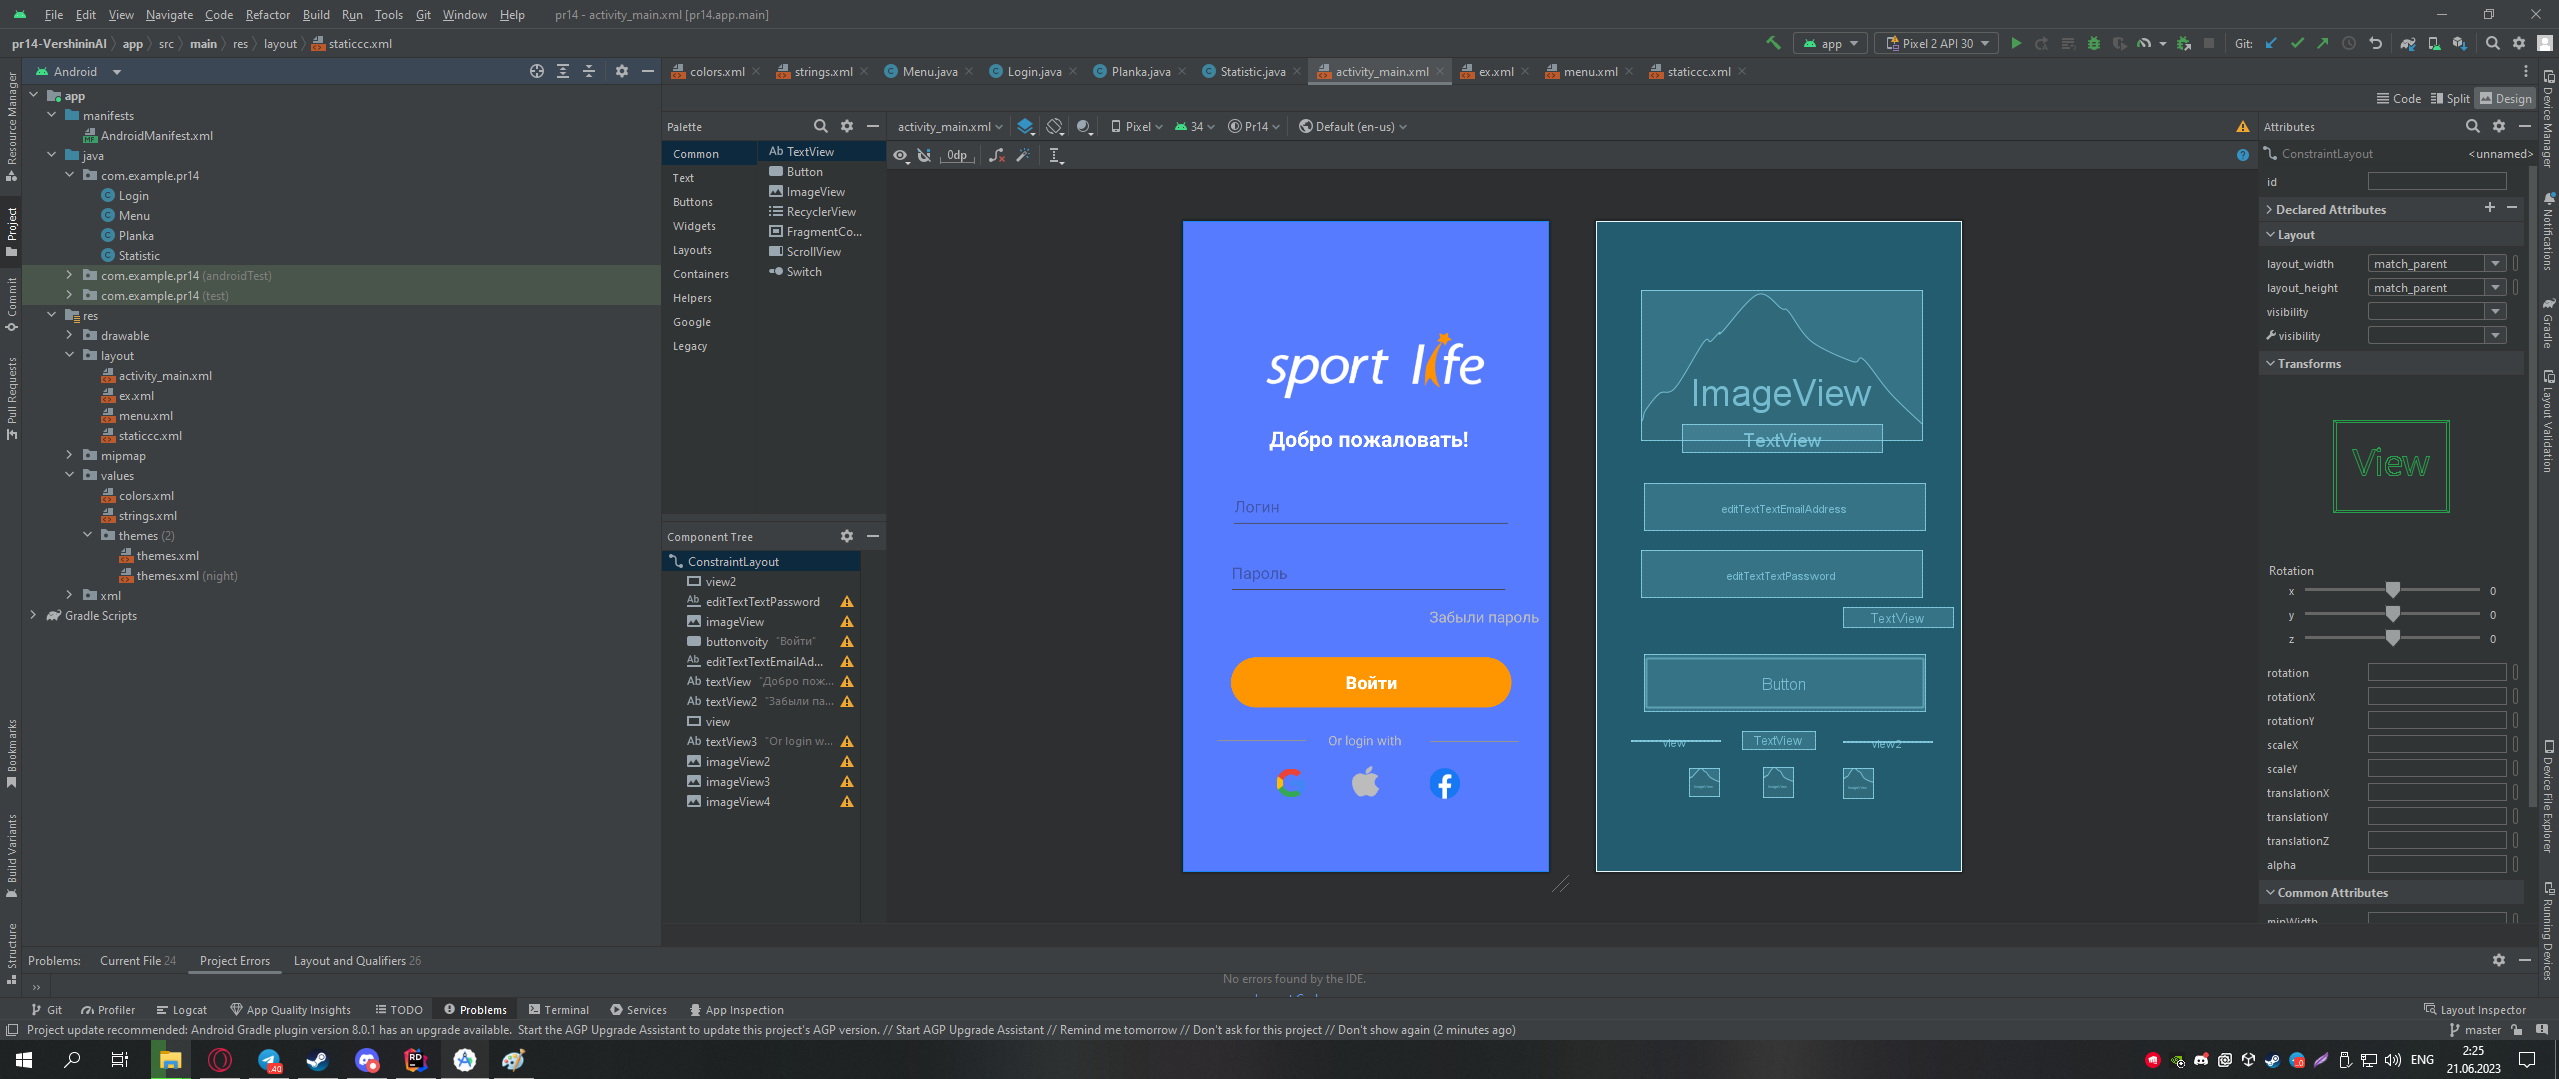 File Edit View Navigate Code Refactor Build Run Tools Git Window Help pr14 - activity_main.xml [pr14.app.main]
pr14-VershininAl app src main res layout staticcc.xml
app Pixel 2 API 30 Git:
Android
colors.xml strings.xml Menu.java Login.java Planka.java Statistic.java activity_main.xml ex.xml menu.xml staticcc.xml
Code Split Design
app
manifests
AndroidManifest.xml
java
com.example.pr14
Login
Menu
Planka
Statistic
com.example.pr14 (androidTest)
com.example.pr14 (test)
res
drawable
layout
activity_main.xml
ex.xml
menu.xml
staticcc.xml
mipmap
values
colors.xml
strings.xml
themes (2)
themes.xml
themes.xml (night)
xml
Gradle Scripts
Resource Manager
Project
Commit
Pull Requests
Bookmarks
Build Variants
Structure
Palette
Common
Text
Buttons
Widgets
Layouts
Containers
Helpers
Google
Legacy
Ab TextView
Button
ImageView
RecyclerView
FragmentCo...
ScrollView
Switch
Component Tree
ConstraintLayout
view2
Ab editTextTextPassword
imageView
buttonvoity "Войти"
Ab editTextTextEmailAd...
Ab textView "Добро пож...
Ab textView2 "Забыли па...
view
Ab textView3 "Or login w...
imageView2
imageView3
imageView4
activity_main.xml Pixel 34 Pr14 Default (en-us)
0dp
sport life
Добро пожаловать!
Логин
Пароль
Забыли пароль
Войти
Or login with
ImageView
TextView
editTextTextEmailAddress
editTextTextPassword
TextView
Button
view TextView view2
ImageView ImageView ImageView
Attributes
ConstraintLayout <unnamed>
id
Declared Attributes
Layout
layout_width match_parent
layout_height match_parent
visibility
visibility
Transforms
View
Rotation
x 0
y 0
z 0
rotation
rotationX
rotationY
scaleX
scaleY
translationX
translationY
translationZ
alpha
Common Attributes
minWidth
Device Manager
Notifications
Gradle
Layout Validation
Device File Explorer
Running Devices
Problems: Current File 24 Project Errors Layout and Qualifiers 26
No errors found by the IDE.
Git Profiler Logcat App Quality Insights TODO Problems Terminal Services App Inspection Layout Inspector
Project update recommended: Android Gradle plugin version 8.0.1 has an upgrade available. Start the AGP Upgrade Assistant to update this project's AGP version. // Start AGP Upgrade Assistant // Remind me tomorrow // Don't ask for this project // Don't show again (2 minutes ago)
master
ENG
2:25
21.06.2023